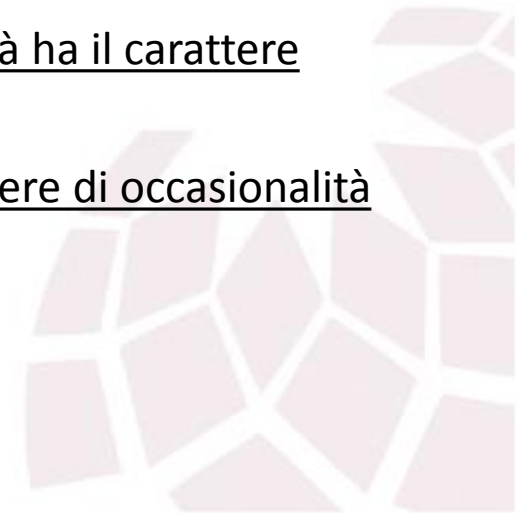 à ha il carattere
ere di occasionalità